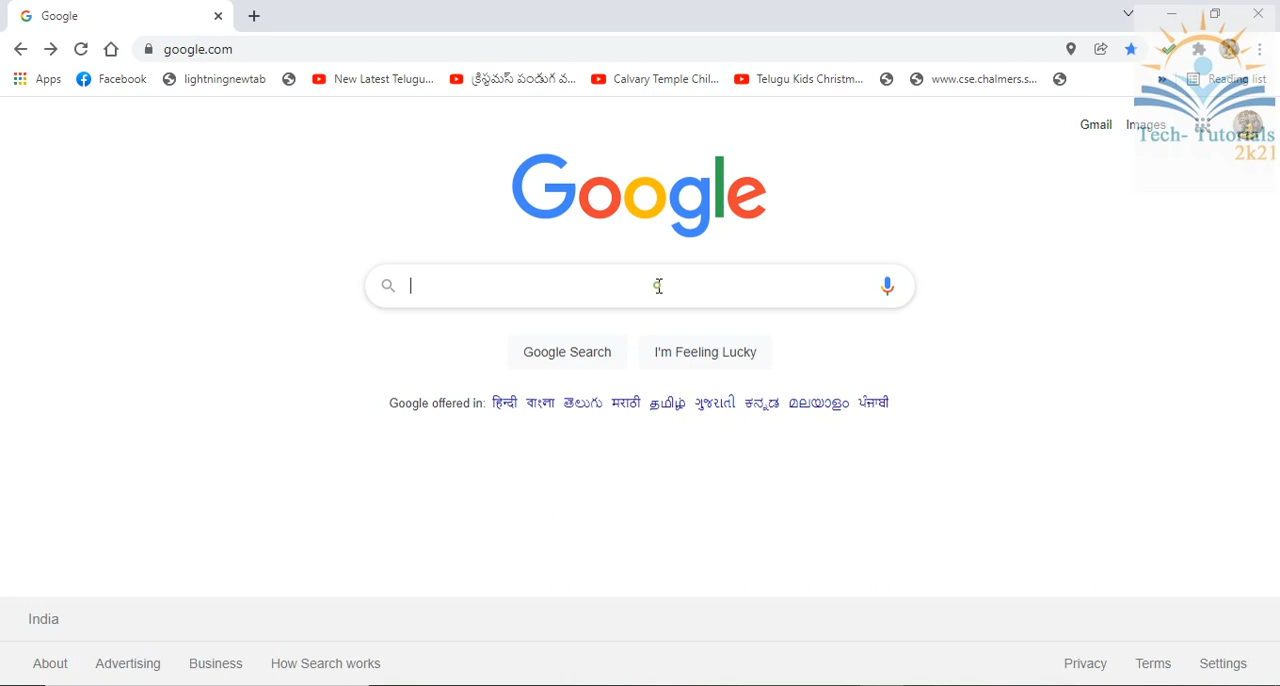 Google
google.com
Apps Facebook lightningnewtab New Latest Telugu... క్రిస్టమస్ పండుగ వ... Calvary Temple Chil... Telugu Kids Christm... www.cse.chalmers.s... » Reading list
Gmail Images
Tech- Tutorials
2k21
Google
Google Search I'm Feeling Lucky
Google offered in: हिन्दी বাংলা తెలుగు मराठी தமிழ் ગુજરાતી ಕನ್ನಡ മലയാളം ਪੰਜਾਬੀ
India
About Advertising Business How Search works Privacy Terms Settings